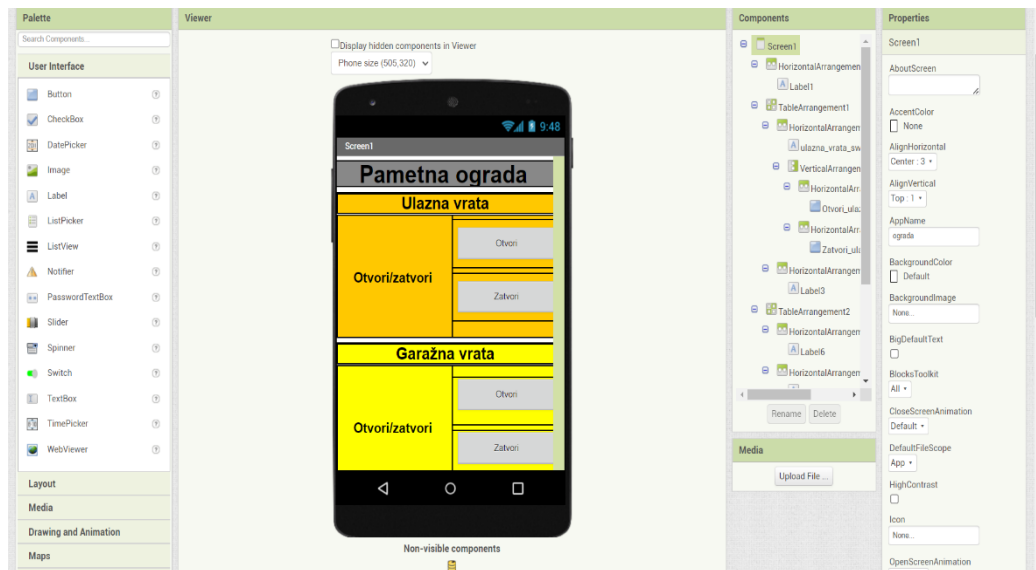 Palette
Search Components...
User Interface
Button
CheckBox
DatePicker
Image
Label
ListPicker
ListView
Notifier
PasswordTextBox
Slider
Spinner
Switch
TextBox
TimePicker
WebViewer
Layout
Media
Drawing and Animation
Maps
Viewer
Display hidden components in Viewer
Phone size (505,320)
9:48
Screen1
Pametna ograda
Ulazna vrata
Otvori/zatvori
Otvori
Zatvori
Garažna vrata
Otvori/zatvori
Otvori
Zatvori
Non-visible components
Components
Screen1
HorizontalArrangemen
Label1
TableArrangement1
HorizontalArrangem
ulazna_vrata_sw
VerticalArrangen
HorizontalArr
Otvori_ula
HorizontalArr
Zatvori_ul
HorizontalArrangem
Label3
TableArrangement2
HorizontalArrangem
Label6
HorizontalArrangem
Rename Delete
Media
Upload File ...
Properties
Screen1
AboutScreen
AccentColor
None
AlignHorizontal
Center : 3
AlignVertical
Top : 1
AppName
ograda
BackgroundColor
Default
BackgroundImage
None...
BigDefaultText
BlocksToolkit
All
CloseScreenAnimation
Default
DefaultFileScope
App
HighContrast
Icon
None...
OpenScreenAnimation